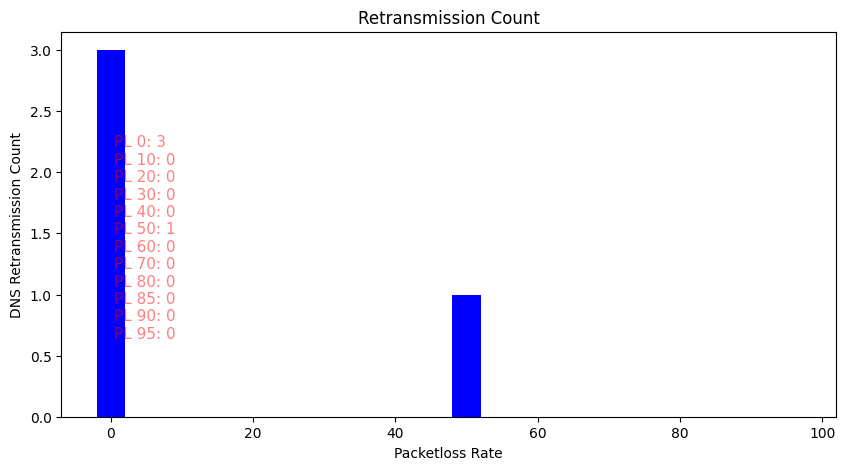 Retransmission Count
3.0
2.5
2.0
1.5
1.0
0.5
0.0
DNS Retransmission Count
PL 0: 3
PL 10: 0
PL 20: 0
PL 30: 0
PL 40: 0
PL 50: 1
PL 60: 0
PL 70: 0
PL 80: 0
PL 85: 0
PL 90: 0
PL 95: 0
0 20 40 60 80 100
Packetloss Rate